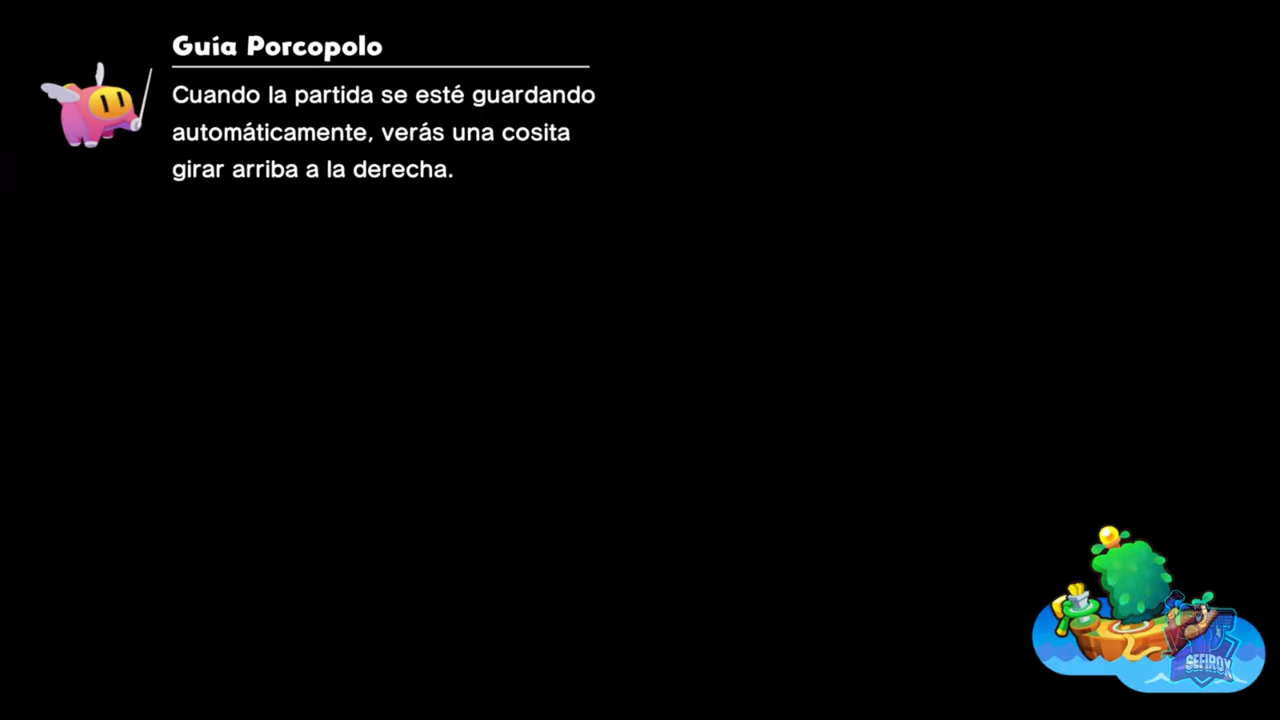 Guía Porcopolo
Cuando la partida se esté guardando
automáticamente, verás una cosita
girar arriba a la derecha.
SEFIROX